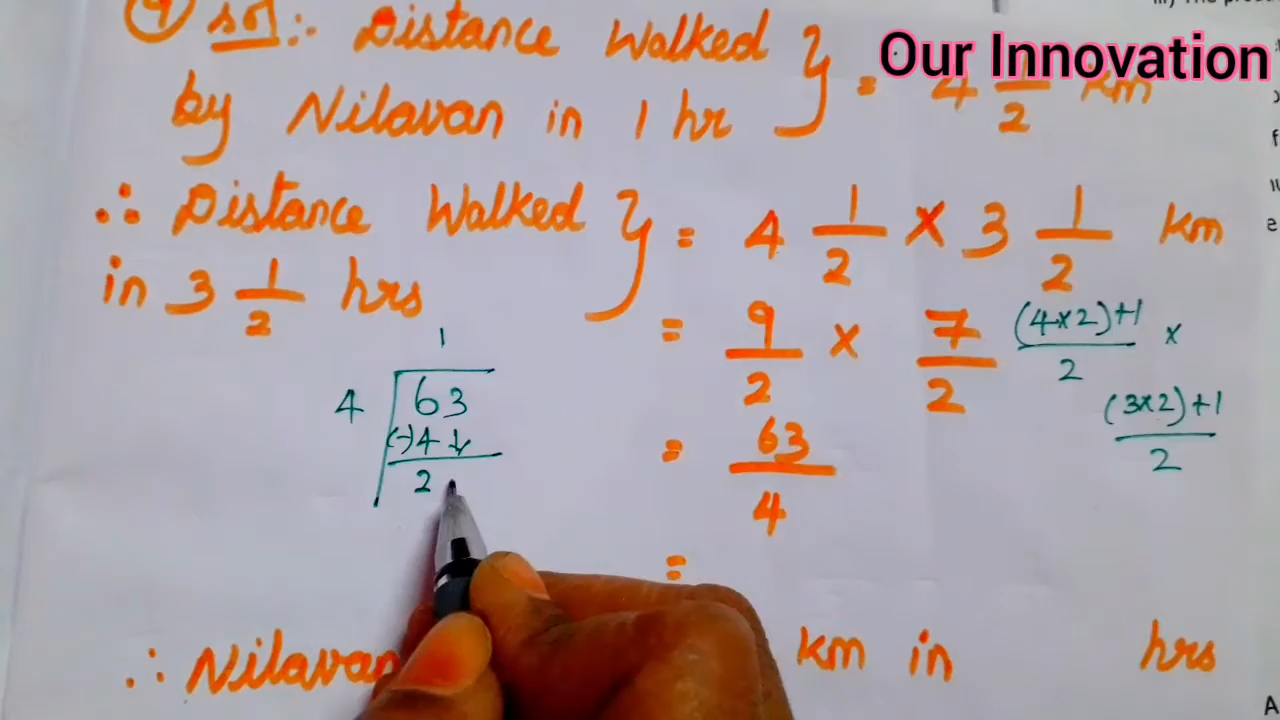 Our Innovation
9 sol:- Distance Walked
by Nilavan in 1 hr } = 4 1/2 km
∴ Distance Walked
in 3 1/2 hrs } = 4 1/2 × 3 1/2 km
= 9/2 × 7/2
(4×2)+1/2 ×
(3×2)+1/2
= 63/4
=
1
4 63
(-)4↓
2
∴ Nilavan km in hrs